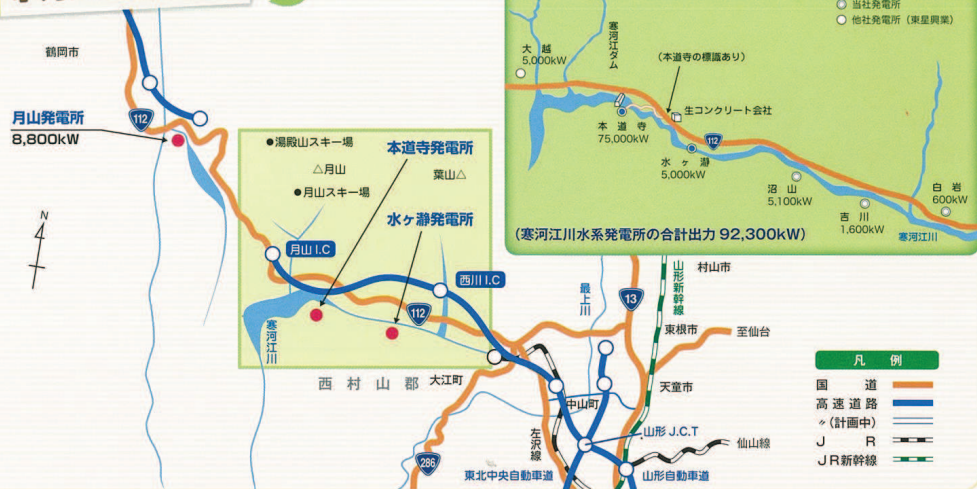 鶴岡市
月山発電所
8,800kW
112
湯殿山スキー場
△月山
月山スキー場
本道寺発電所
葉山△
水ヶ瀞発電所
N
月山I.C
西川I.C
112
寒河江川
西村山郡
大江町
286
左沢線
東北中央自動車道
山形自動車道
山形J.C.T
中山町
仙山線
天童市
東根市
至仙台
村山市
山形新幹線
13
最上川
当社発電所
他社発電所（東星興業）
大越
5,000kW
寒河江ダム
（本道寺の標識あり）
生コンクリート会社
本道寺
75,000kW
112
水ヶ瀞
5,000kW
沼山
5,100kW
吉川
1,600kW
白岩
600kW
寒河江川
（寒河江川水系発電所の合計出力 92,300kW）
凡例
国道
高速道路
〃（計画中）
JR
JR新幹線